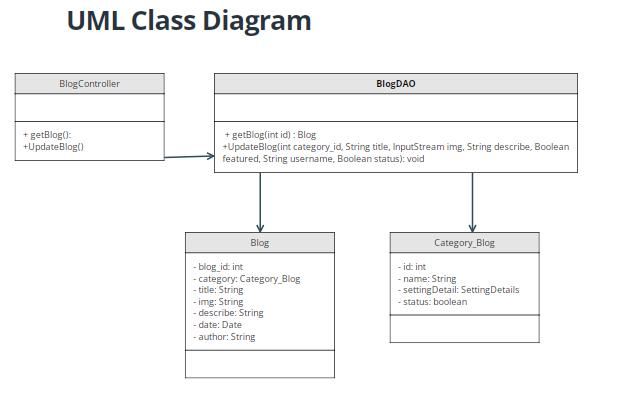 UML Class Diagram
BlogController
+ getBlog():
+UpdateBlog()
BlogDAO
+ getBlog(int id) : Blog
+UpdateBlog(int category_id, String title, InputStream img, String describe, Boolean
featured, String username, Boolean status): void
Blog
- blog_id: int
- category: Category_Blog
- title: String
- img: String
- describe: String
- date: Date
- author: String
Category_Blog
- id: int
- name: String
- settingDetail: SettingDetails
- status: boolean